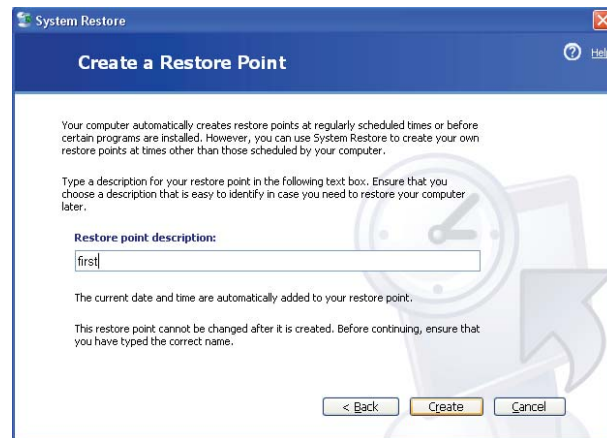 System Restore
Create a Restore Point
Help
Your computer automatically creates restore points at regularly scheduled times or before
certain programs are installed. However, you can use System Restore to create your own
restore points at times other than those scheduled by your computer.
Type a description for your restore point in the following text box. Ensure that you
choose a description that is easy to identify in case you need to restore your computer
later.
Restore point description:
first
The current date and time are automatically added to your restore point.
This restore point cannot be changed after it is created. Before continuing, ensure that
you have typed the correct name.
< Back
Create
Cancel